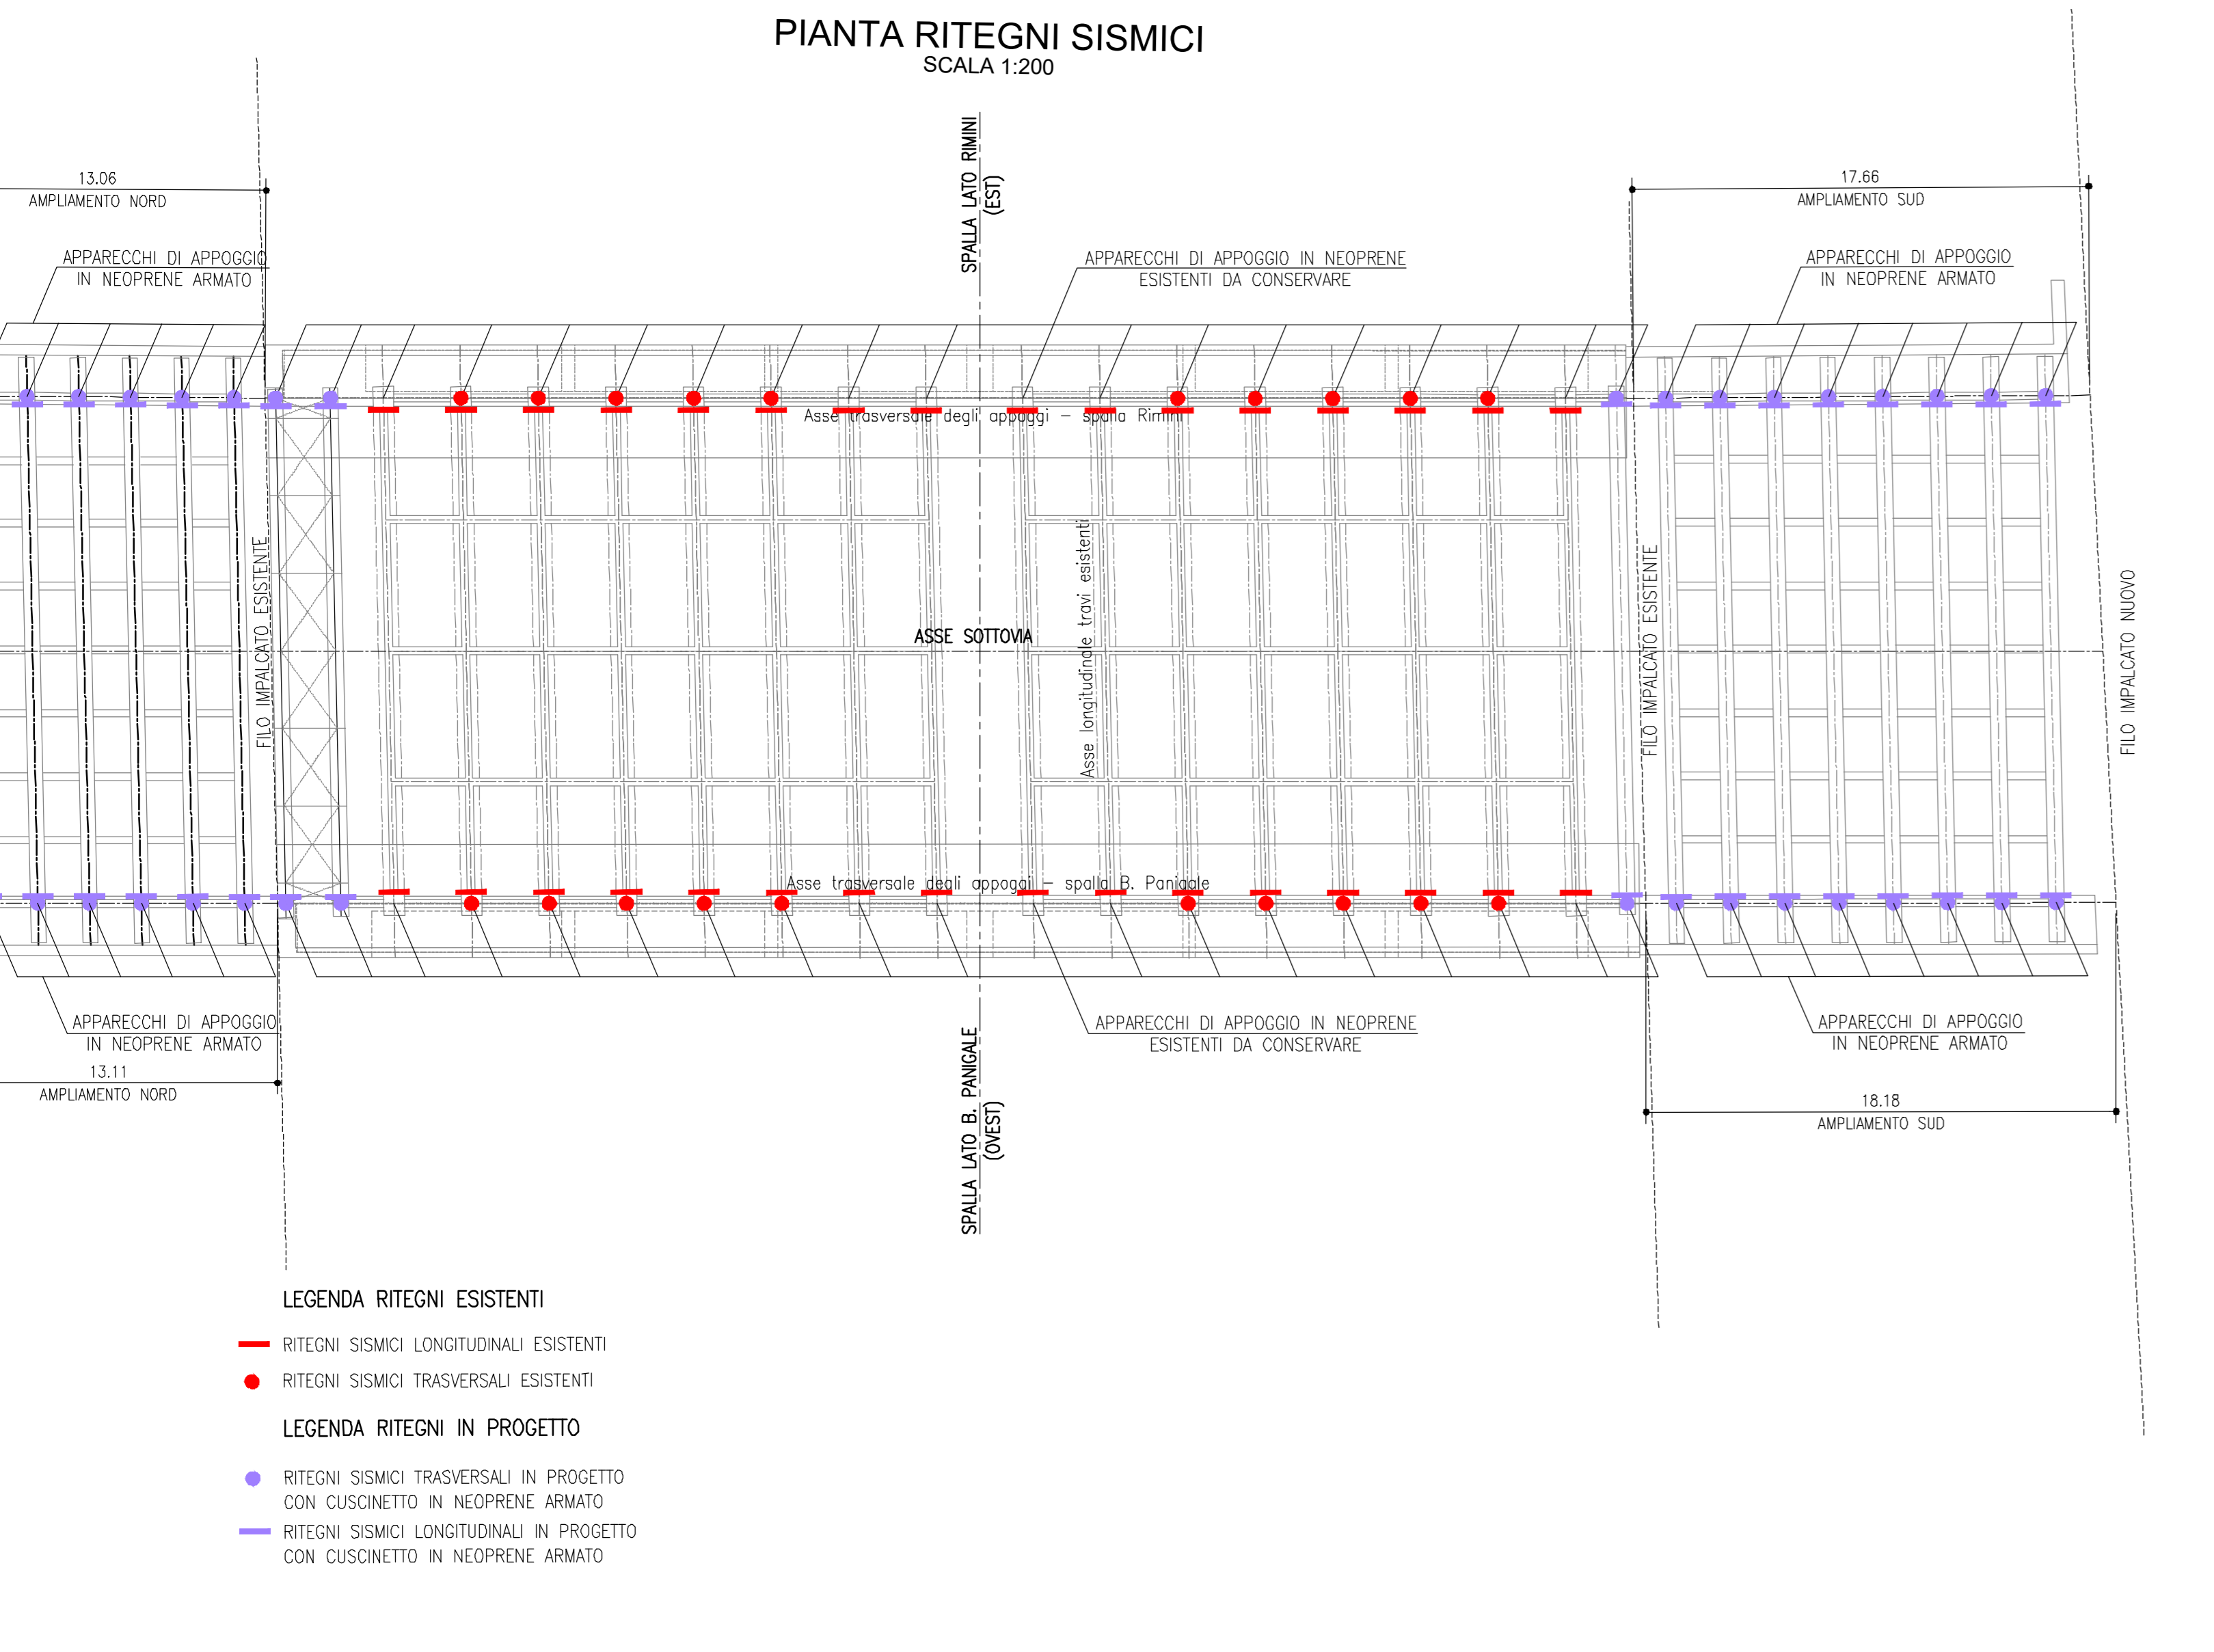 PIANTA RITEGNI SISMICI
SCALA 1:200
SPALLA LATO RIMINI
(EST)
13.06
AMPLIAMENTO NORD
17.66
AMPLIAMENTO SUD
APPARECCHI DI APPOGGIO
IN NEOPRENE ARMATO
APPARECCHI DI APPOGGIO IN NEOPRENE
ESISTENTI DA CONSERVARE
APPARECCHI DI APPOGGIO
IN NEOPRENE ARMATO
Asse trasversale degli appoggi – spalla Rimini
FILO IMPALCATO ESISTENTE
ASSE SOTTOVIA
Asse longitudinale travi esistenti
FILO IMPALCATO ESISTENTE
FILO IMPALCATO NUOVO
Asse trasversale degli appoggi – spalla B. Panigale
APPARECCHI DI APPOGGIO
IN NEOPRENE ARMATO
APPARECCHI DI APPOGGIO IN NEOPRENE
ESISTENTI DA CONSERVARE
APPARECCHI DI APPOGGIO
IN NEOPRENE ARMATO
13.11
AMPLIAMENTO NORD
SPALLA LATO B. PANIGALE
(OVEST)
18.18
AMPLIAMENTO SUD
LEGENDA RITEGNI ESISTENTI
RITEGNI SISMICI LONGITUDINALI ESISTENTI
RITEGNI SISMICI TRASVERSALI ESISTENTI
LEGENDA RITEGNI IN PROGETTO
RITEGNI SISMICI TRASVERSALI IN PROGETTO
CON CUSCINETTO IN NEOPRENE ARMATO
RITEGNI SISMICI LONGITUDINALI IN PROGETTO
CON CUSCINETTO IN NEOPRENE ARMATO